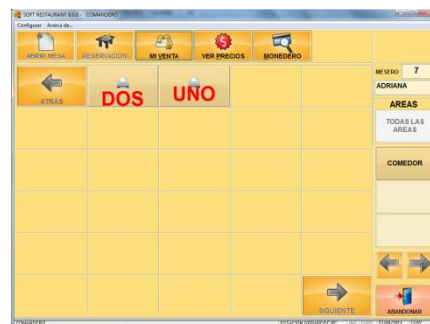 SOFT RESTAURANT 8.0.0 - COMANDERO
Configurar Acerca de...
ABRIR MESA
RESERVACION
MI VENTA
VER PRECIOS
MONEDERO
MESERO 7
ADRIANA
ATRAS
DOS
UNO
AREAS
TODAS LAS
AREAS
COMEDOR
SIGUIENTE
ABANDONAR
COMANDERO